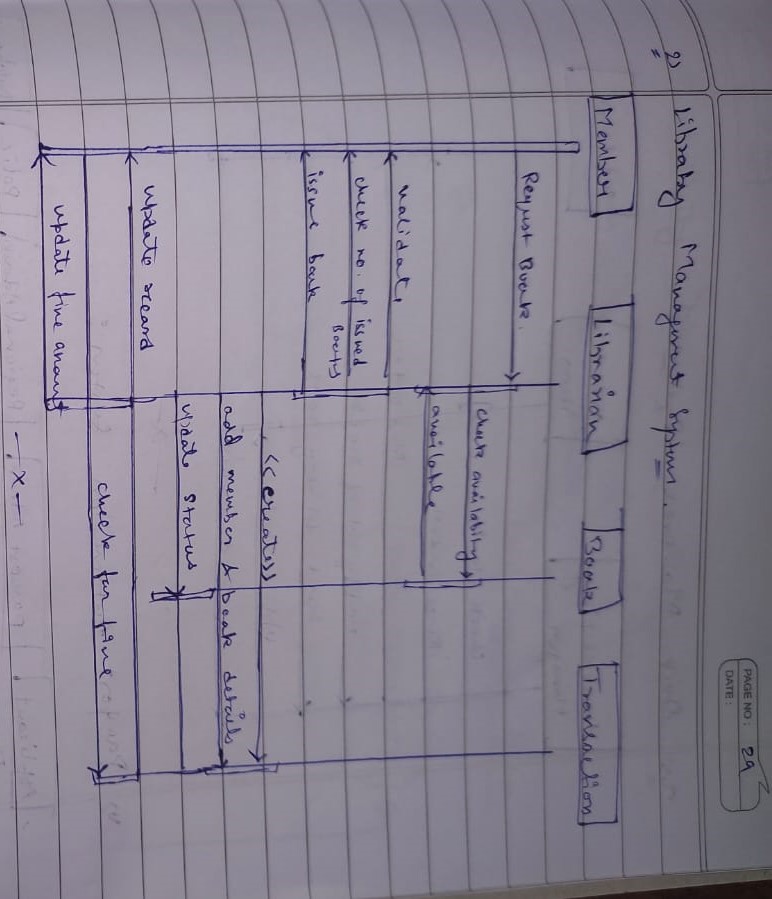 PAGE NO: 29
DATE:
2) Library Management System.
Member Librarian Book Transaction
Request Book.
check availability
available
validate
check no. of issued
Books
issue book
<<create>>
add member & book details
update status
update record
check for fine
update fine amount
-x-